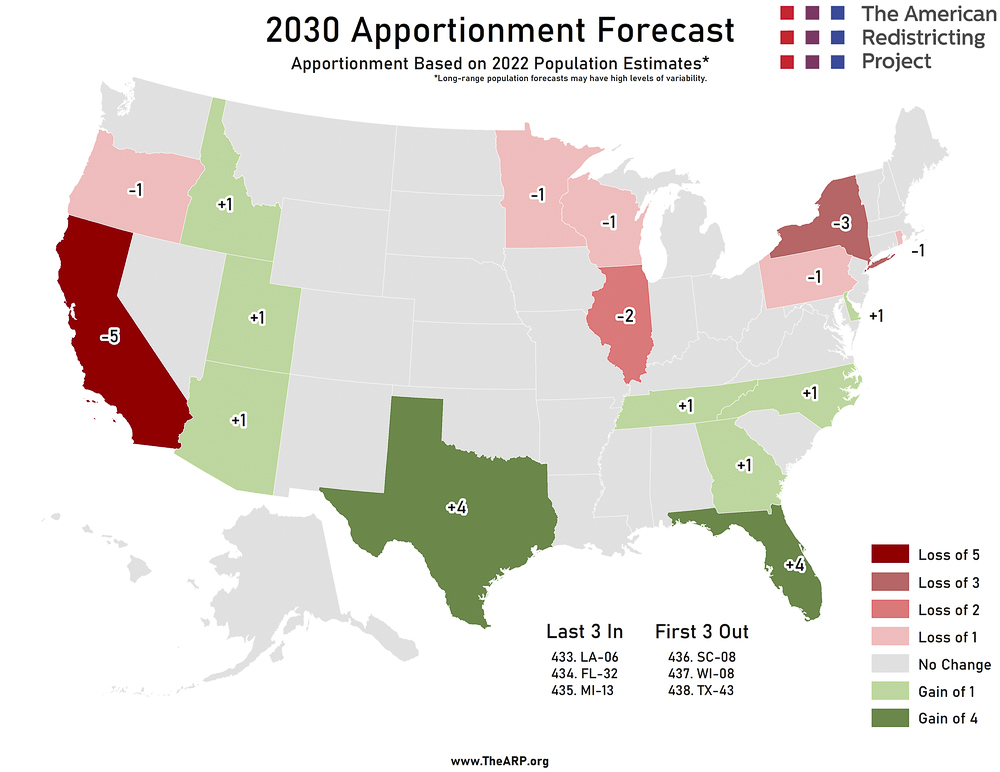 2030 Apportionment Forecast
Apportionment Based on 2022 Population Estimates*
*Long-range population forecasts may have high levels of variability.
The American
Redistricting
Project
-1
+1
-1
-1
-3
-1
-5
+1
-2
-1
+1
+1
+1
+1
+1
+4
+4
Loss of 5
Loss of 3
Loss of 2
Loss of 1
No Change
Gain of 1
Gain of 4
Last 3 In
433. LA-06
434. FL-32
435. MI-13
First 3 Out
436. SC-08
437. WI-08
438. TX-43
www.TheARP.org